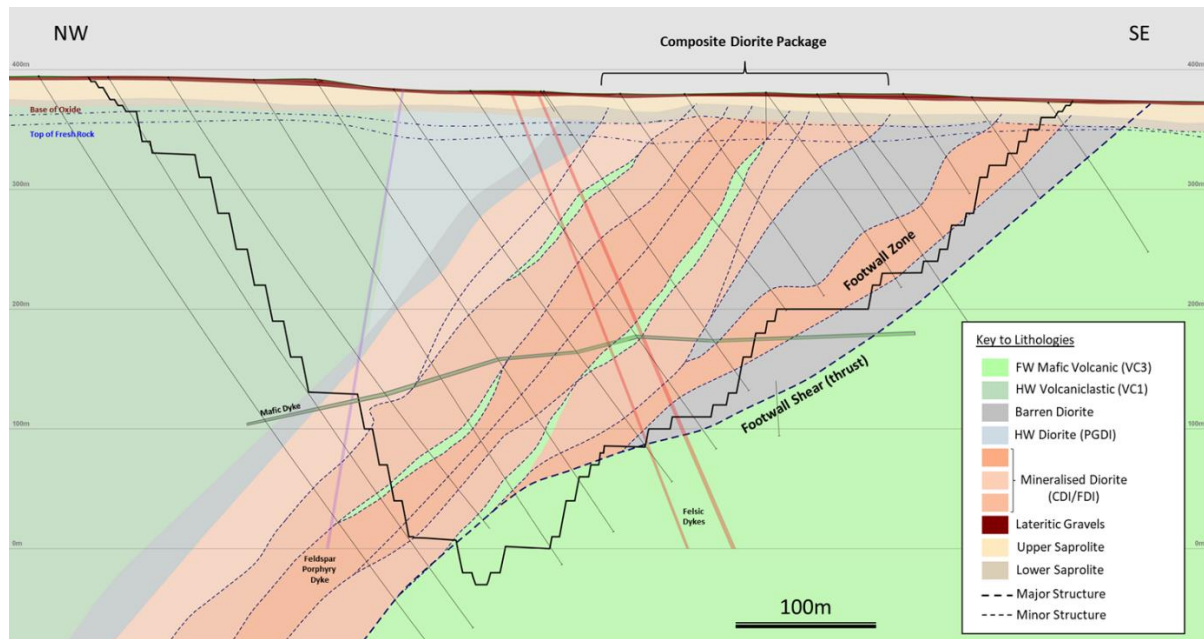 NW
SE
Composite Diorite Package
400m
400m
Base of Oxide
Top of Fresh Rock
300m
300m
Footwall Zone
200m
200m
Mafic Dyke
Footwall Shear (thrust)
100m
100m
Felsic
Dykes
0m
0m
Feldspar
Porphyry
Dyke
100m
Key to Lithologies
FW Mafic Volcanic (VC3)
HW Volcaniclastic (VC1)
Barren Diorite
HW Diorite (PGDI)
Mineralised Diorite
(CDI/FDI)
Lateritic Gravels
Upper Saprolite
Lower Saprolite
Major Structure
Minor Structure